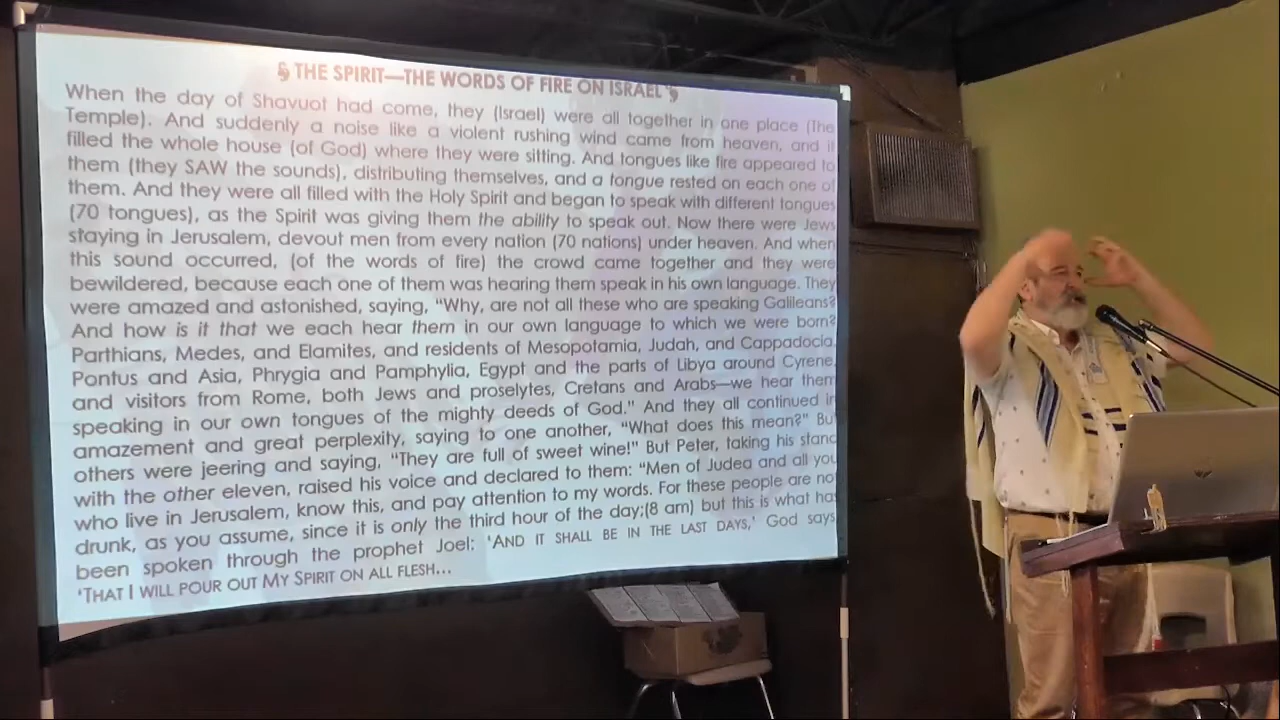 THE SPIRIT—THE WORDS OF FIRE ON ISRAEL
When the day of Shavuot had come, they (Israel) were all together in one place (The
Temple). And suddenly a noise like a violent rushing wind came from heaven, and it
filled the whole house (of God) where they were sitting. And tongues like fire appeared to
them (they SAW the sounds), distributing themselves, and a tongue rested on each one of
them. And they were all filled with the Holy Spirit and began to speak with different tongues
(70 tongues), as the Spirit was giving them the ability to speak out. Now there were Jews
staying in Jerusalem, devout men from every nation (70 nations) under heaven. And when
this sound occurred, (of the words of fire) the crowd came together and they were
bewildered, because each one of them was hearing them speak in his own language. They
were amazed and astonished, saying, “Why, are not all these who are speaking Galileans?
And how is it that we each hear them in our own language to which we were born?
Parthians, Medes, and Elamites, and residents of Mesopotamia, Judah, and Cappadocia,
Pontus and Asia, Phrygia and Pamphylia, Egypt and the parts of Libya around Cyrene,
and visitors from Rome, both Jews and proselytes, Cretans and Arabs—we hear them
speaking in our own tongues of the mighty deeds of God.” And they all continued in
amazement and great perplexity, saying to one another, “What does this mean?” But
others were jeering and saying, “They are full of sweet wine!” But Peter, taking his stand
with the other eleven, raised his voice and declared to them: “Men of Judea and all you
who live in Jerusalem, know this, and pay attention to my words. For these people are not
drunk, as you assume, since it is only the third hour of the day;(8 am) but this is what has
been spoken through the prophet Joel: ‘AND IT SHALL BE IN THE LAST DAYS,’ God says,
‘THAT I WILL POUR OUT MY SPIRIT ON ALL FLESH…